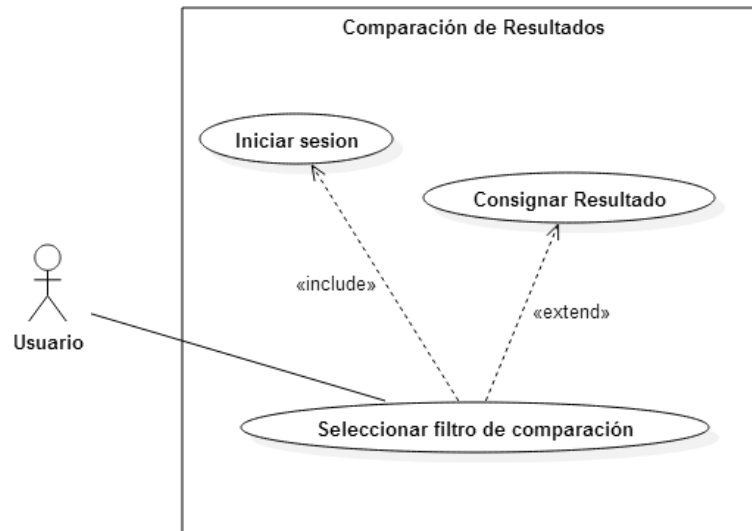 Comparación de Resultados
Iniciar sesion
Consignar Resultado
«include»
«extend»
Usuario
Seleccionar filtro de comparación